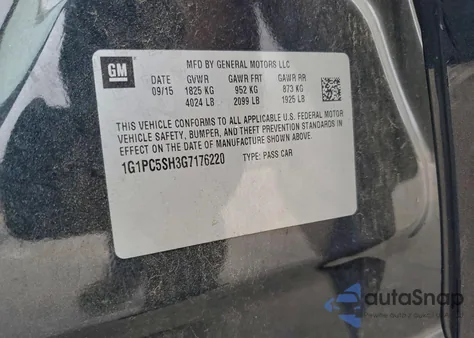 GM
MFD BY GENERAL MOTORS LLC
DATE GVWR GAWR FRT GAWR RR
09/15 1825 KG 952 KG 873 KG
4024 LB 2099 LB 1925 LB
THIS VEHICLE CONFORMS TO ALL APPLICABLE U.S. FEDERAL MOTOR
VEHICLE SAFETY, BUMPER, AND THEFT PREVENTION STANDARDS IN
EFFECT ON THE DATE OF MANUFACTURE SHOWN ABOVE.
1G1PC5SH3G7176220 TYPE: PASS CAR
autoSnap